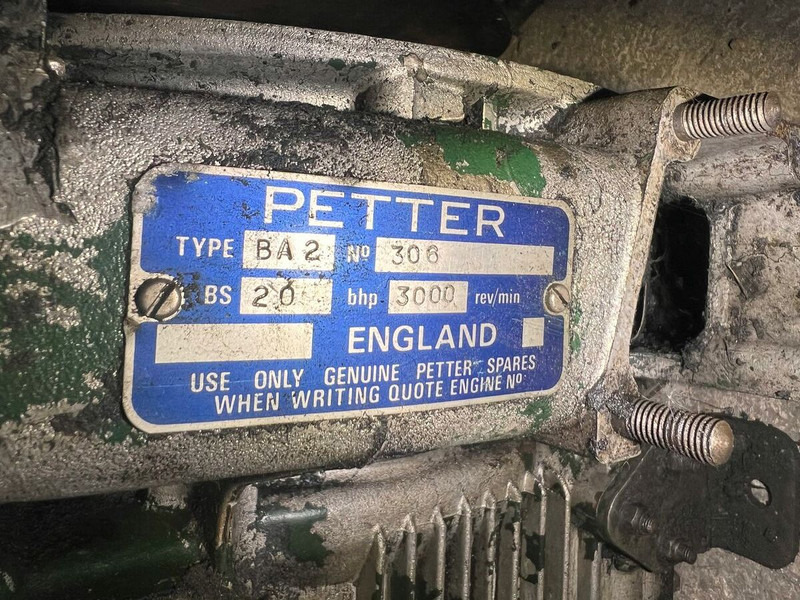 PETTER
TYPE BA2 Nº 306
BS 20 bhp 3000 rev/min
ENGLAND
USE ONLY GENUINE PETTER SPARES
WHEN WRITING QUOTE ENGINE Nº